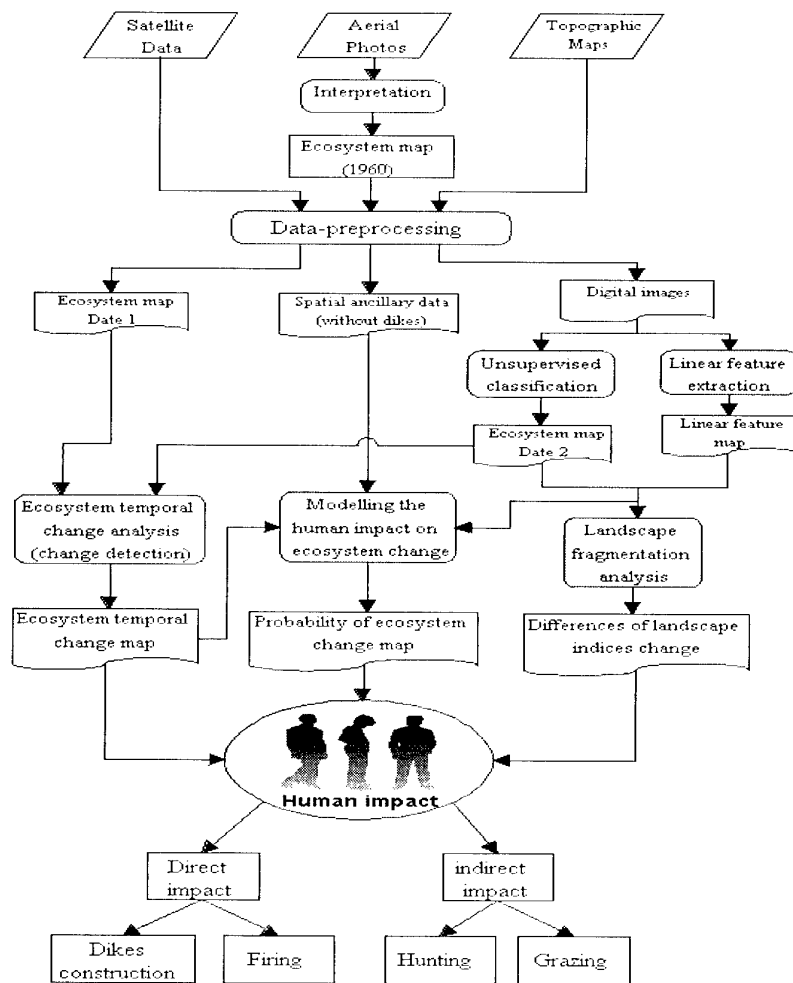 Satellite
Data
Aerial
Photos
Topographic
Maps
Interpretation
Ecosystem map
(1960)
Data-preprocessing
Ecosystem map
Date 1
Spatial ancillary data
(without dikes)
Digital images
Unsupervised
classification
Linear feature
extraction
Ecosystem map
Date 2
Linear feature
map
Ecosystem temporal
change analysis
(change detection)
Modelling the
human impact on
ecosystem change
Landscape
fragmentation
analysis
Ecosystem temporal
change map
Probability of ecosystem
change map
Differences of landscape
indices change
Human impact
Direct
impact
indirect
impact
Dikes
construction
Firing
Hunting
Grazing